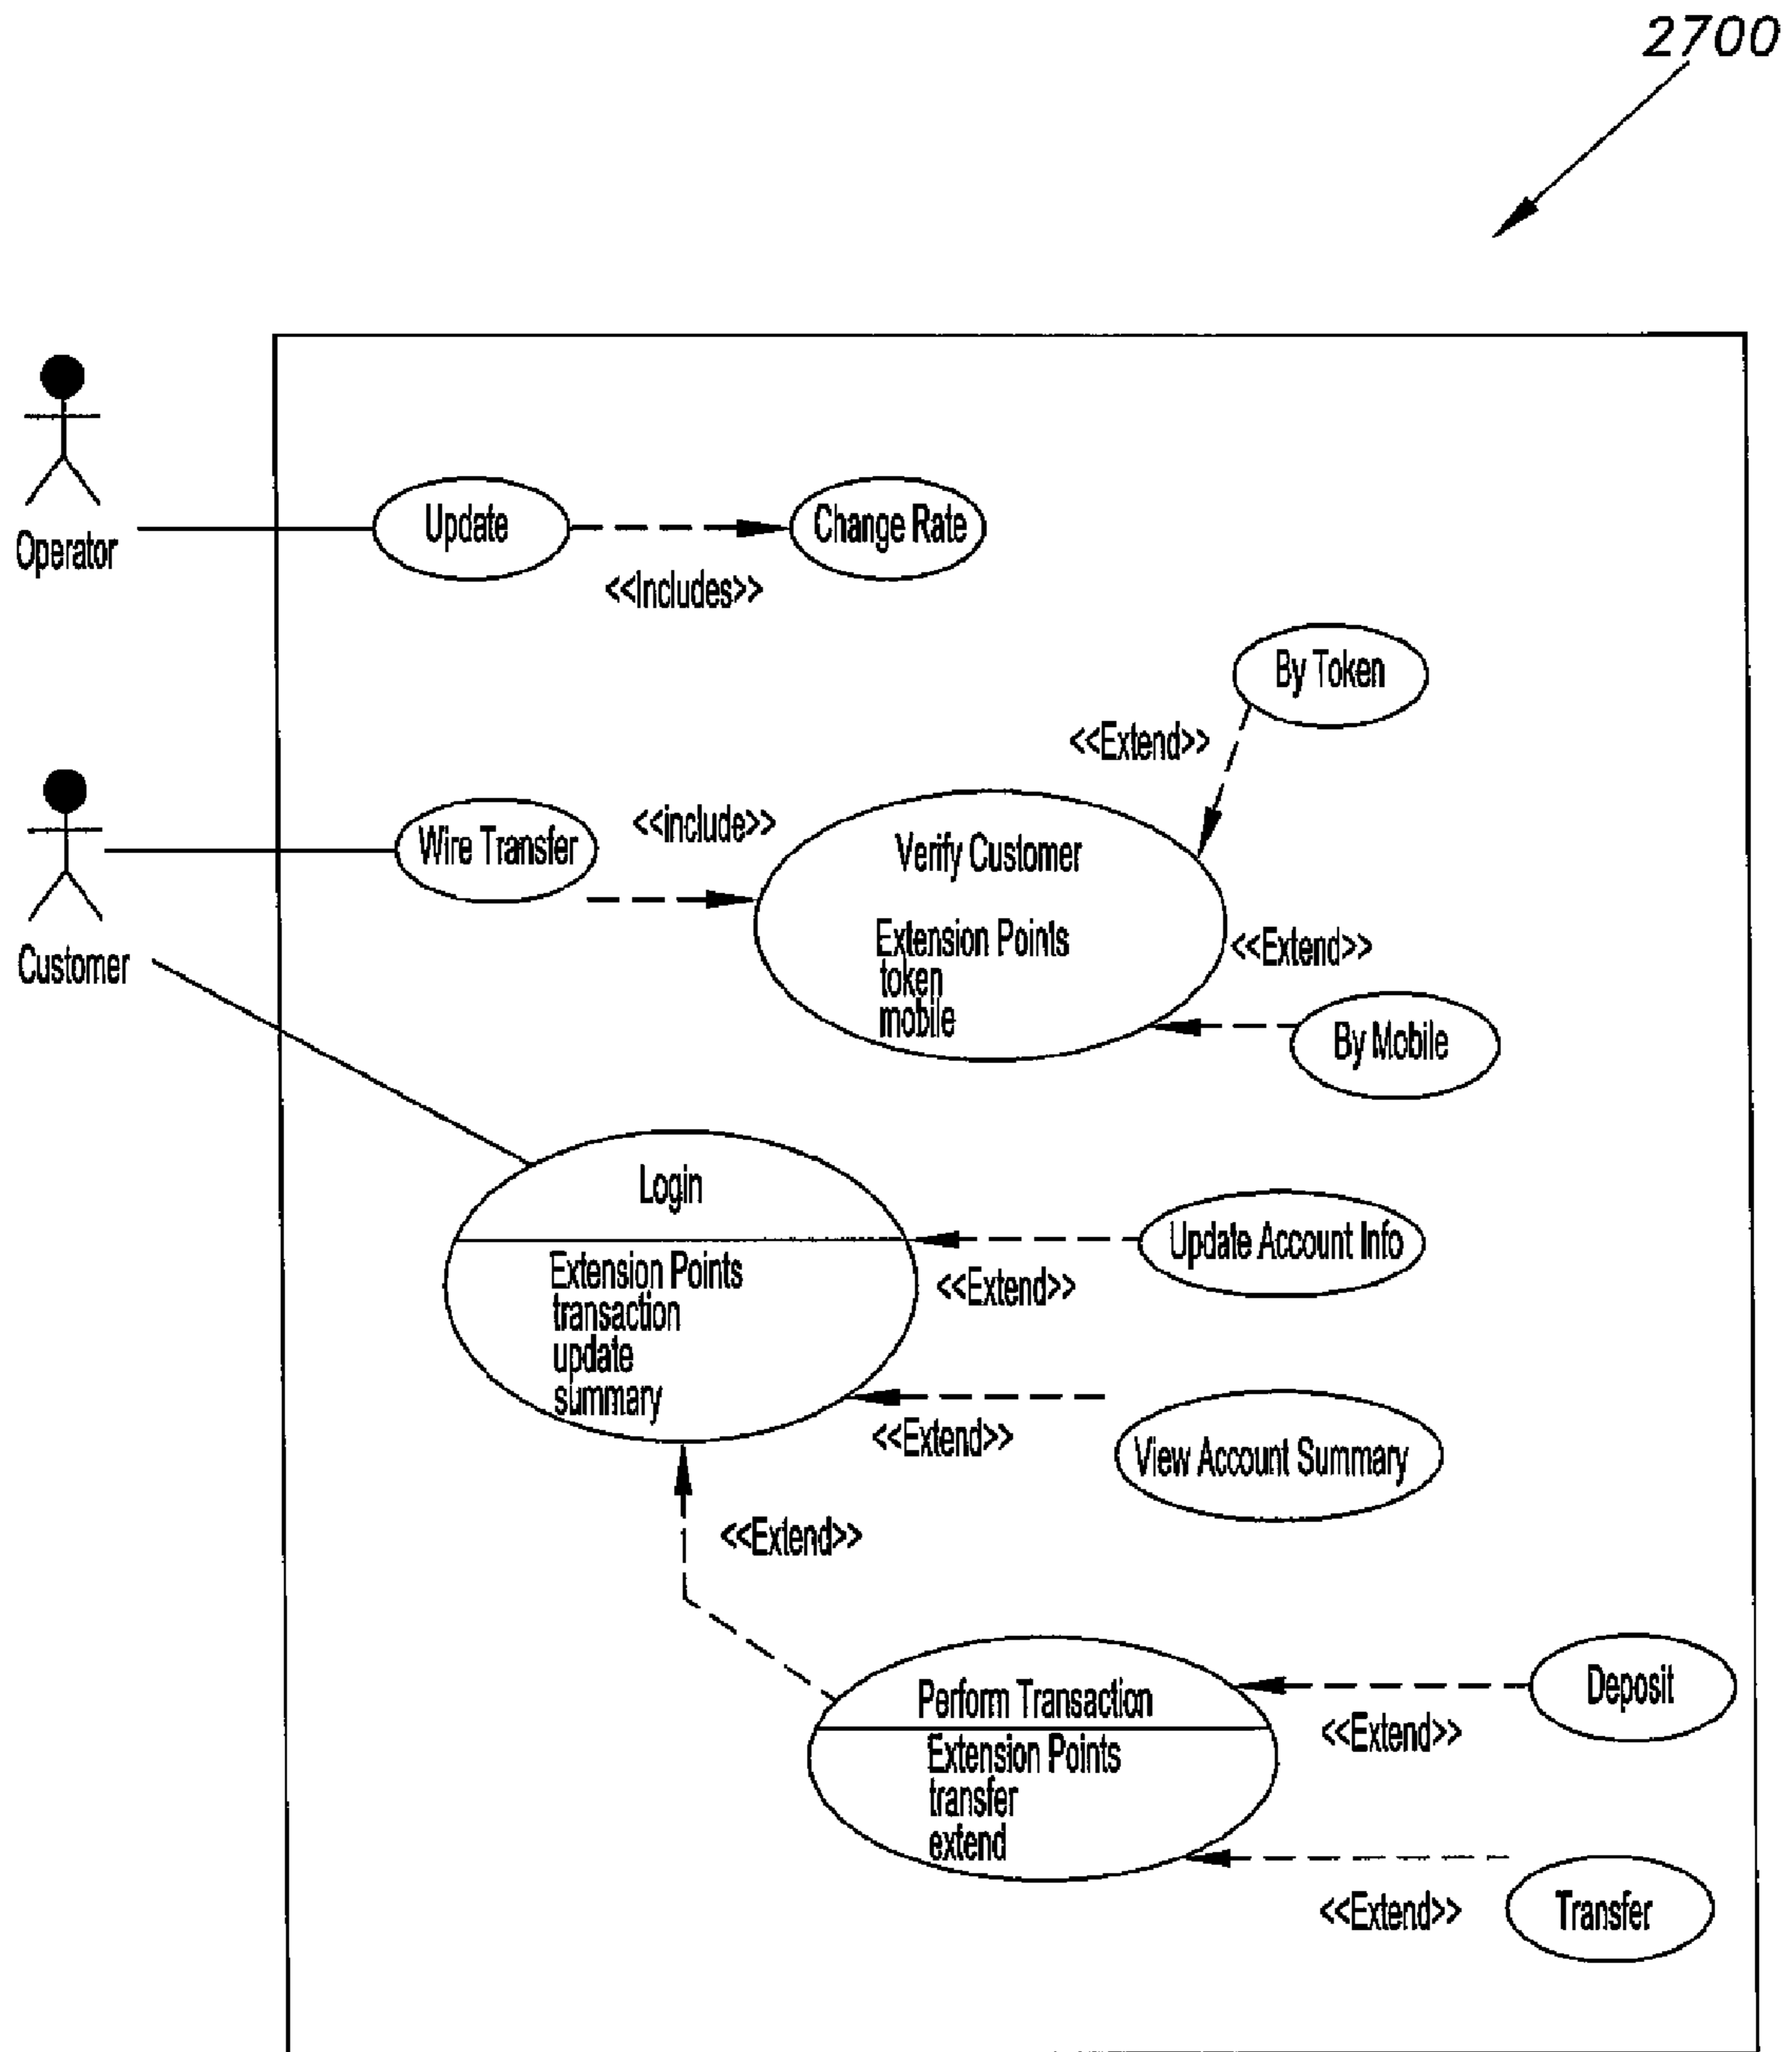 2700
Operator
Update
Change Rate
<<Includes>>
By Token
<<Extend>>
Customer
Wire Transfer
<<include>>
Verify Customer
Extension Points
token
mobile
<<Extend>>
By Mobile
Login
Extension Points
transaction
update
summary
Update Account Info
<<Extend>>
<<Extend>>
View Account Summary
<<Extend>>
Perform Transaction
Extension Points
transfer
extend
Deposit
<<Extend>>
<<Extend>>
Transfer